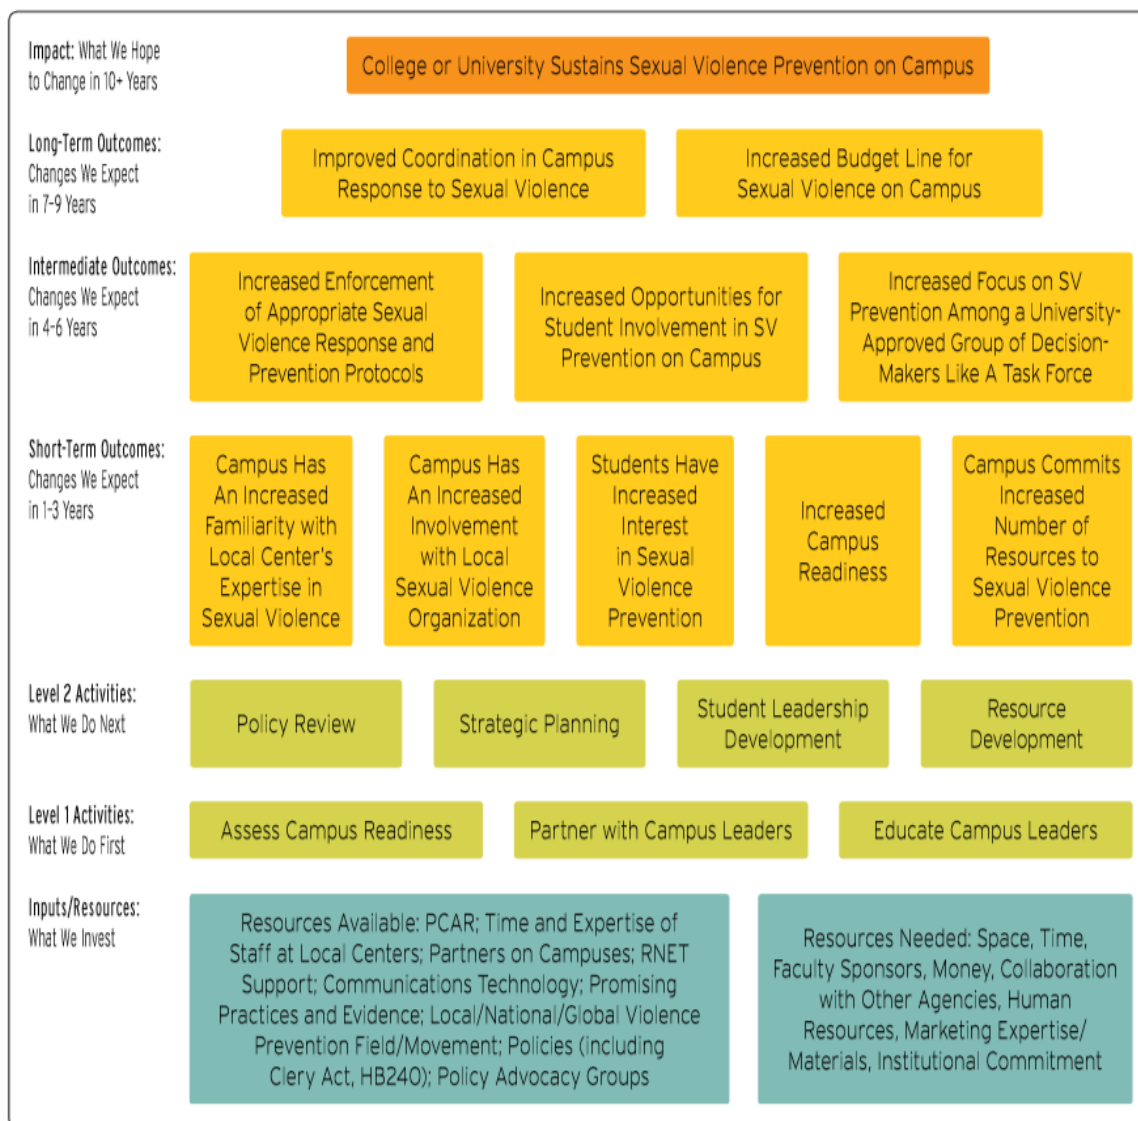 Impact: What We Hope
to Change in 10+ Years
College or University Sustains Sexual Violence Prevention on Campus
Long-Term Outcomes:
Changes We Expect
in 7-9 Years
Improved Coordination in Campus
Response to Sexual Violence
Increased Budget Line for
Sexual Violence on Campus
Intermediate Outcomes:
Changes We Expect
in 4-6 Years
Increased Enforcement
of Appropriate Sexual
Violence Response and
Prevention Protocols
Increased Opportunities for
Student Involvement in SV
Prevention on Campus
Increased Focus on SV
Prevention Among a University-
Approved Group of Decision-
Makers Like A Task Force
Short-Term Outcomes:
Changes We Expect
in 1-3 Years
Campus Has
An Increased
Familiarity with
Local Center's
Expertise in
Sexual Violence
Campus Has
An Increased
Involvement
with Local
Sexual Violence
Organization
Students Have
Increased
Interest
in Sexual
Violence
Prevention
Increased
Campus
Readiness
Campus Commits
Increased
Number of
Resources to
Sexual Violence
Prevention
Level 2 Activities:
What We Do Next
Policy Review
Strategic Planning
Student Leadership
Development
Resource
Development
Level 1 Activities:
What We Do First
Assess Campus Readiness
Partner with Campus Leaders
Educate Campus Leaders
Inputs/Resources:
What We Invest
Resources Available: PCAR; Time and Expertise of
Staff at Local Centers; Partners on Campuses; RNET
Support; Communications Technology; Promising
Practices and Evidence; Local/National/Global Violence
Prevention Field/Movement; Policies (including
Clery Act, HB240); Policy Advocacy Groups
Resources Needed: Space, Time,
Faculty Sponsors, Money, Collaboration
with Other Agencies, Human
Resources, Marketing Expertise/
Materials, Institutional Commitment